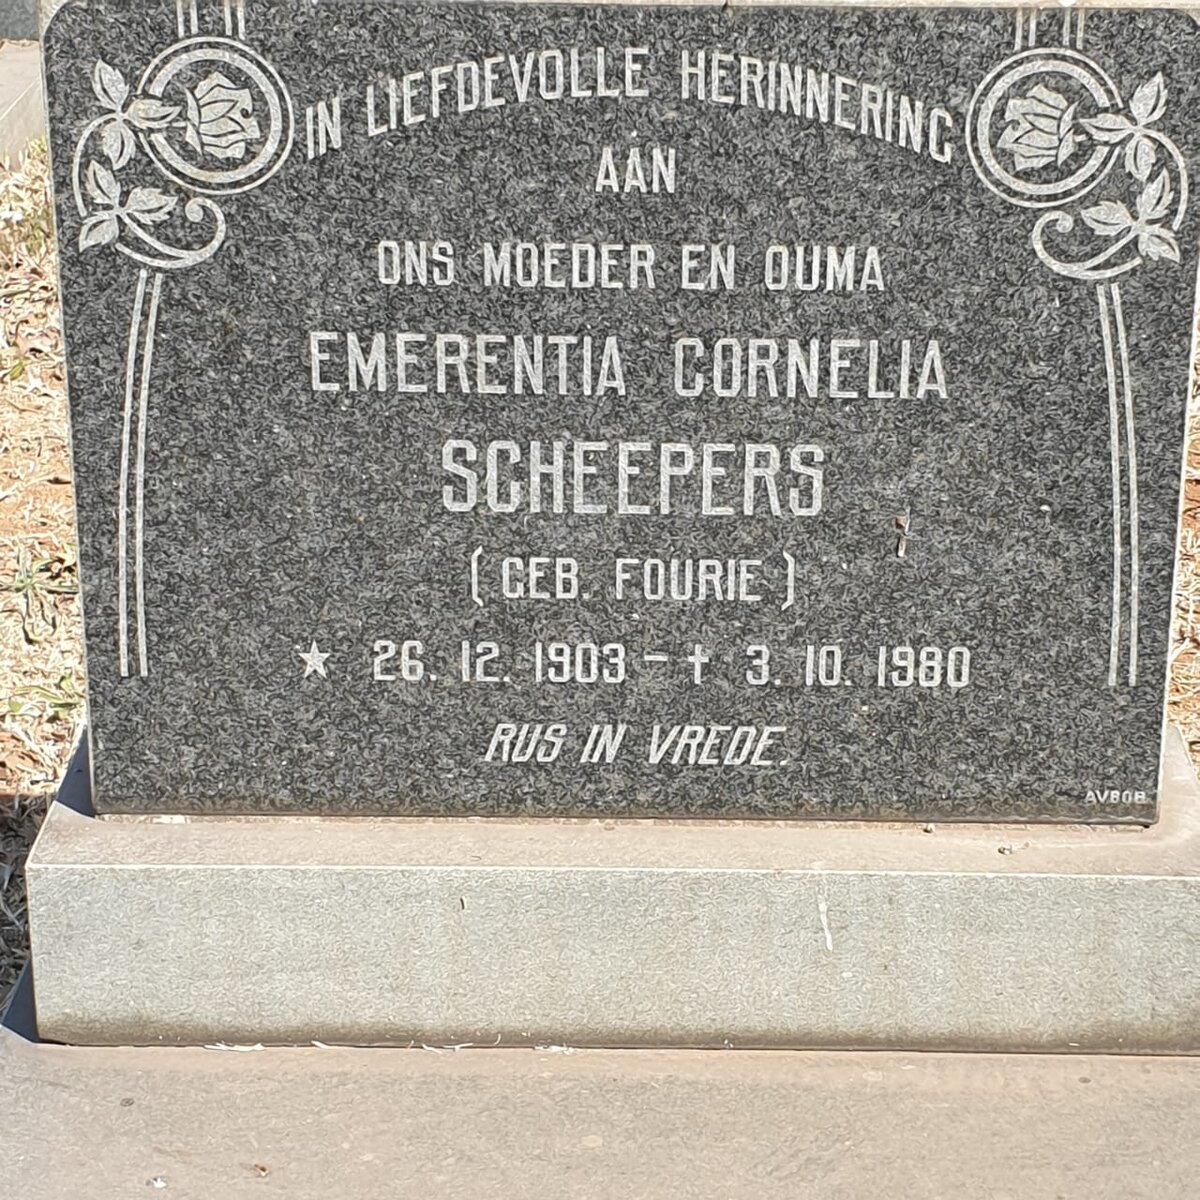 IN LIEFDEVOLLE HERINNERING
AAN
ONS MOEDER EN OUMA
EMERENTIA CORNELIA
SCHEEPERS
(GEB. FOURIE)
★ 26. 12. 1903 – † 3. 10. 1980
RUS IN VREDE.
AVBOB